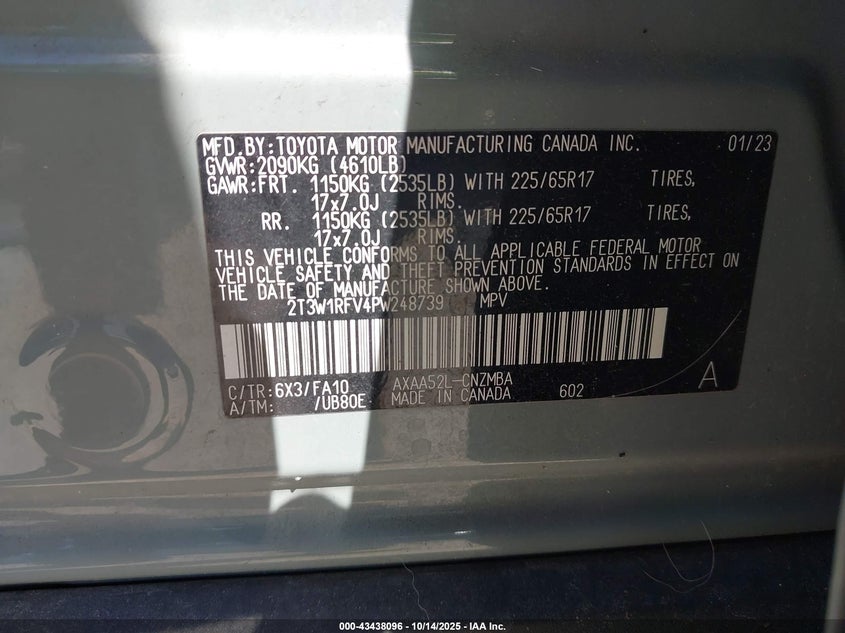 MFD.BY:TOYOTA MOTOR MANUFACTURING CANADA INC. 01/23
GVWR:2090KG (4610LB)
GAWR:FRT. 1150KG (2535LB) WITH 225/65R17 TIRES,
17x7.0J RIMS.
RR. 1150KG (2535LB) WITH 225/65R17 TIRES,
17x7.0J RIMS.
THIS VEHICLE CONFORMS TO ALL APPLICABLE FEDERAL MOTOR
VEHICLE SAFETY AND THEFT PREVENTION STANDARDS IN EFFECT ON
THE DATE OF MANUFACTURE SHOWN ABOVE.
2T3W1RFV4PW248739 MPV
C/TR:6X3/FA10 AXAA52L-CNZMBA A
A/TM: /UB80E MADE IN CANADA 602
000-43438096 - 10/14/2025 - IAA Inc.